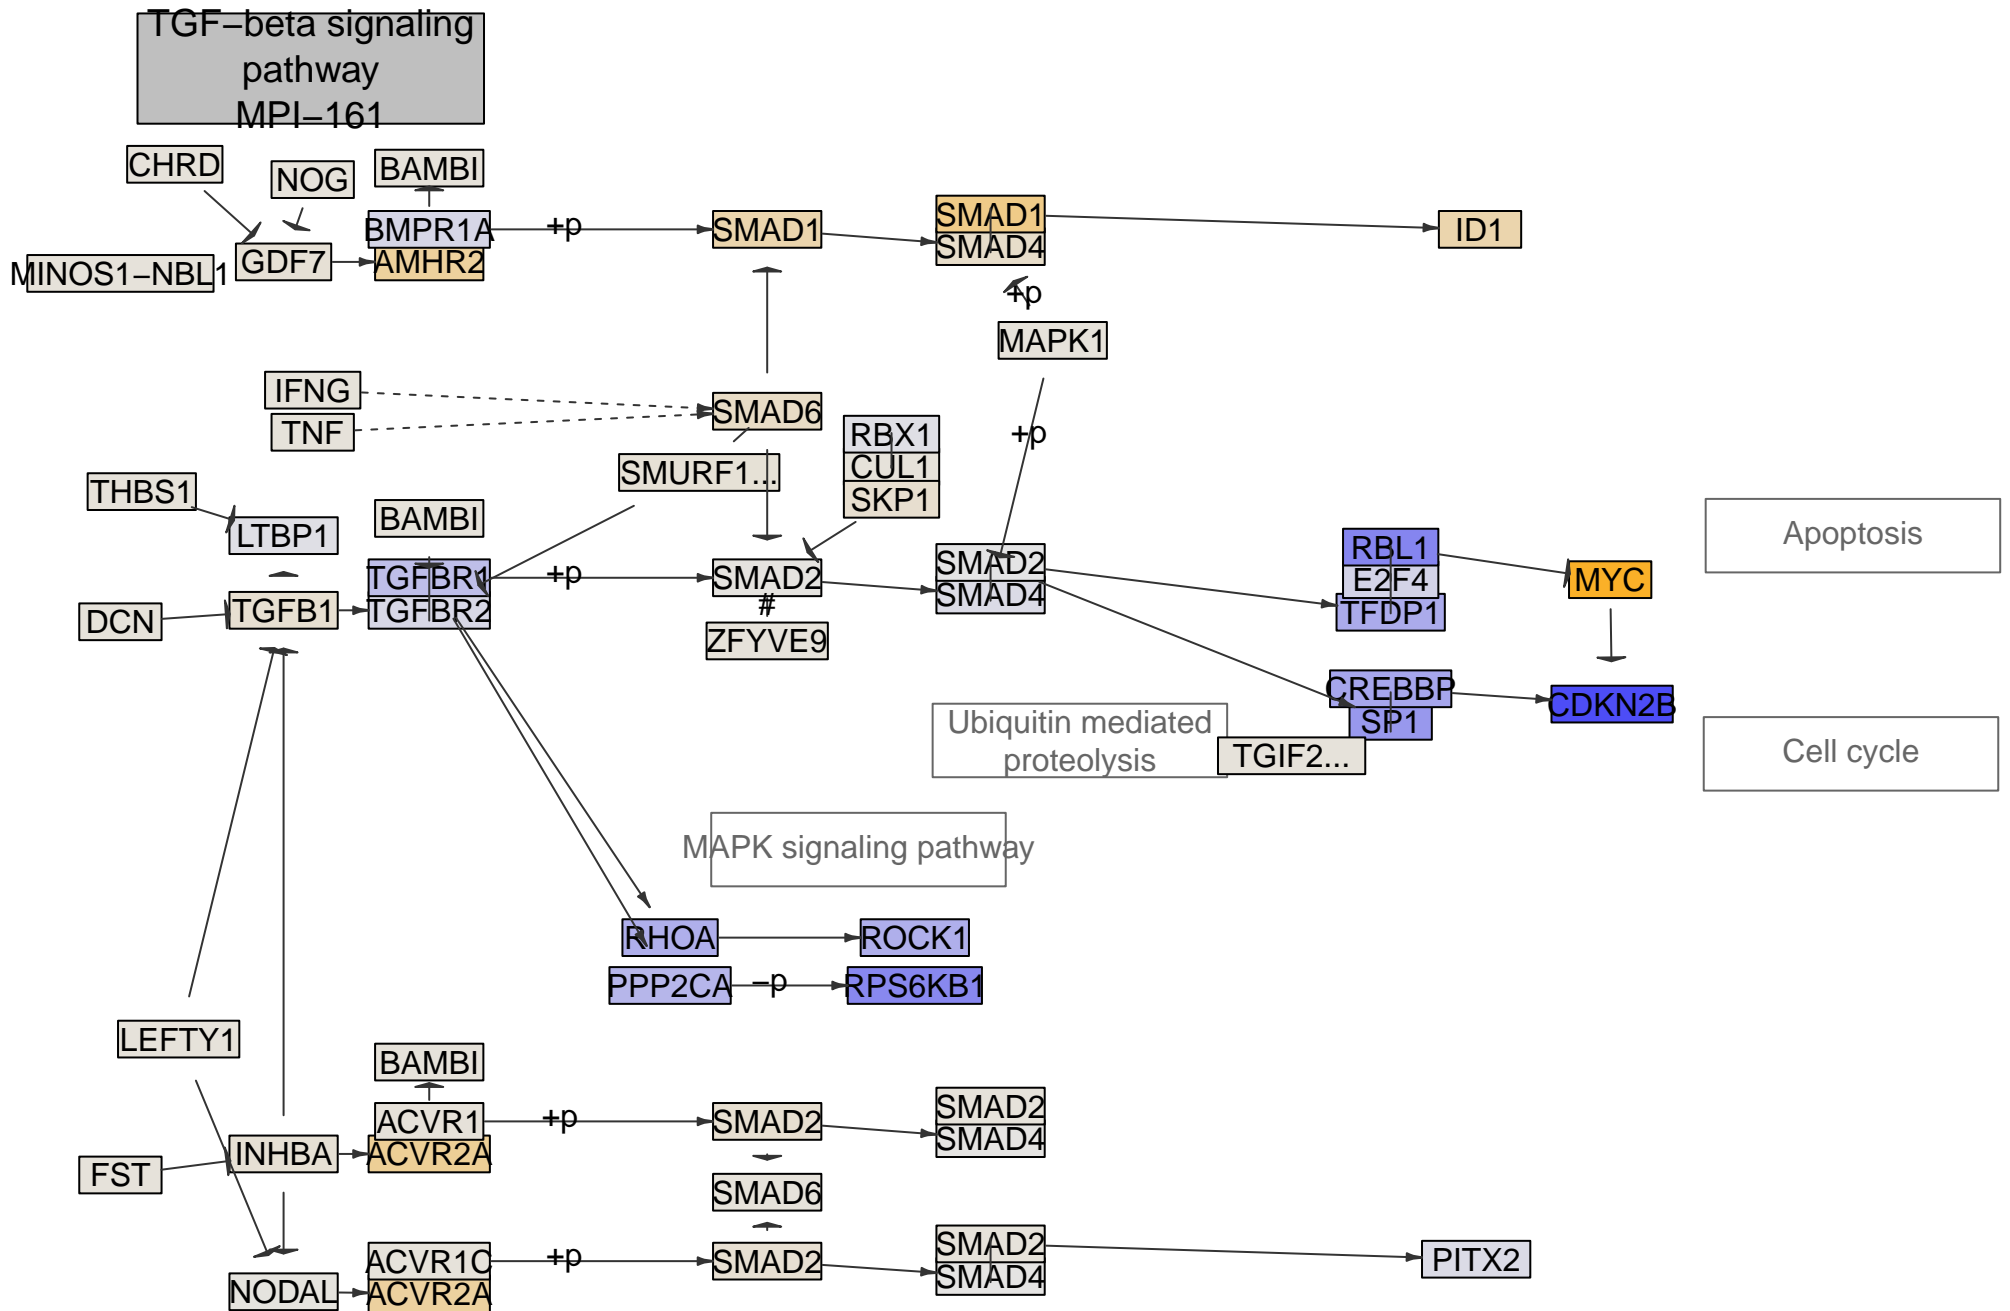 TGF−beta signaling
pathway
MPI−161
CHRD
NOG
BAMBI
BMPR1A
AMHR2
GDF7
MINOS1−NBL1
+p
SMAD1
SMAD1
SMAD4
ID1
+p
MAPK1
IFNG
TNF
SMAD6
RBX1
CUL1
SKP1
+p
SMURF1...
THBS1
LTBP1
BAMBI
TGFBR1
TGFBR2
+p
SMAD2
#
ZFYVE9
SMAD2
SMAD4
RBL1
E2F4
TFDP1
MYC
Apoptosis
DCN
TGFB1
CREBBP
SP1
TGIF2...
CDKN2B
Cell cycle
Ubiquitin mediated
proteolysis
MAPK signaling pathway
RHOA
ROCK1
PPP2CA
−p
RPS6KB1
LEFTY1
BAMBI
ACVR1
ACVR2A
+p
SMAD2
SMAD2
SMAD4
INHBA
FST
SMAD6
ACVR1C
ACVR2A
+p
SMAD2
SMAD2
SMAD4
PITX2
NODAL